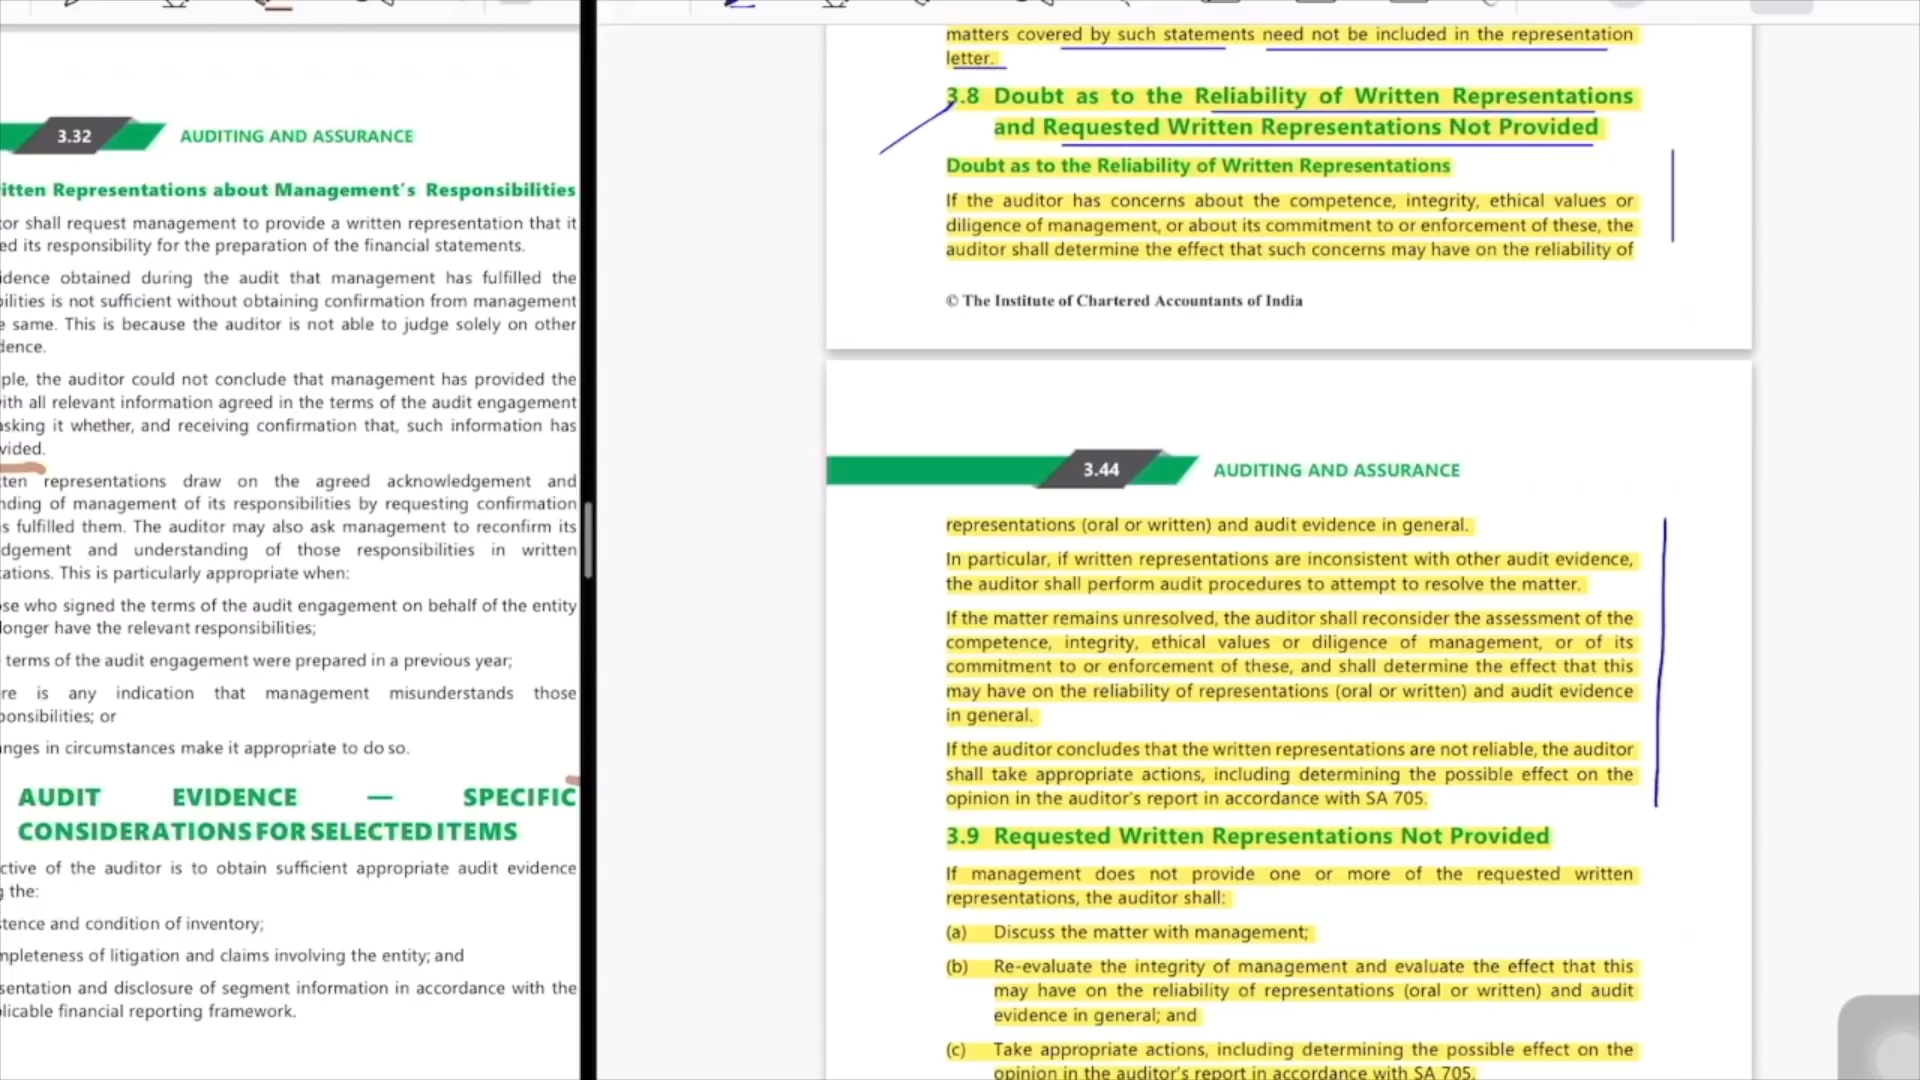 3.32 AUDITING AND ASSURANCE
Representations about Management's Responsibilities
shall request management to provide a written representation that it
its responsibility for the preparation of the financial statements.
obtained during the audit that management has fulfilled the
is not sufficient without obtaining confirmation from management
same. This is because the auditor is not able to judge solely on other
the auditor could not conclude that management has provided the
all relevant information agreed in the terms of the audit engagement
it whether, and receiving confirmation that, such information has
representations draw on the agreed acknowledgement and
of management of its responsibilities by requesting confirmation
fulfilled them. The auditor may also ask management to reconfirm its
and understanding of those responsibilities in written
This is particularly appropriate when:
who signed the terms of the audit engagement on behalf of the entity
longer have the relevant responsibilities;
terms of the audit engagement were prepared in a previous year;
is any indication that management misunderstands those
or
in circumstances make it appropriate to do so.
AUDIT EVIDENCE — SPECIFIC
CONSIDERATIONS FOR SELECTED ITEMS
of the auditor is to obtain sufficient appropriate audit evidence
the:
and condition of inventory;
of litigation and claims involving the entity; and
and disclosure of segment information in accordance with the
financial reporting framework.
matters covered by such statements need not be included in the representation
letter.
3.8 Doubt as to the Reliability of Written Representations
and Requested Written Representations Not Provided
Doubt as to the Reliability of Written Representations
If the auditor has concerns about the competence, integrity, ethical values or
diligence of management, or about its commitment to or enforcement of these, the
auditor shall determine the effect that such concerns may have on the reliability of
© The Institute of Chartered Accountants of India
3.44 AUDITING AND ASSURANCE
representations (oral or written) and audit evidence in general.
In particular, if written representations are inconsistent with other audit evidence,
the auditor shall perform audit procedures to attempt to resolve the matter.
If the matter remains unresolved, the auditor shall reconsider the assessment of the
competence, integrity, ethical values or diligence of management, or of its
commitment to or enforcement of these, and shall determine the effect that this
may have on the reliability of representations (oral or written) and audit evidence
in general.
If the auditor concludes that the written representations are not reliable, the auditor
shall take appropriate actions, including determining the possible effect on the
opinion in the auditor's report in accordance with SA 705.
3.9 Requested Written Representations Not Provided
If management does not provide one or more of the requested written
representations, the auditor shall:
(a) Discuss the matter with management;
(b) Re-evaluate the integrity of management and evaluate the effect that this
may have on the reliability of representations (oral or written) and audit
evidence in general; and
(c) Take appropriate actions, including determining the possible effect on the
opinion in the auditor's report in accordance with SA 705.